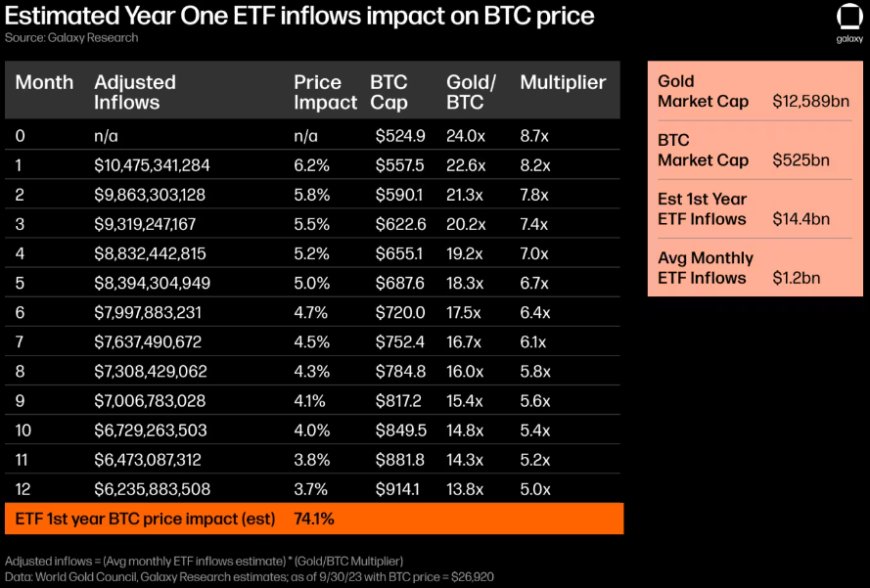 Estimated Year One ETF inflows impact on BTC price
Source: Galaxy Research
galaxy
Month Adjusted Inflows Price Impact BTC Cap Gold/BTC Multiplier
0 n/a n/a $524.9 24.0x 8.7x
1 $10,475,341,284 6.2% $557.5 22.6x 8.2x
2 $9,863,303,128 5.8% $590.1 21.3x 7.8x
3 $9,319,247,167 5.5% $622.6 20.2x 7.4x
4 $8,832,442,815 5.2% $655.1 19.2x 7.0x
5 $8,394,304,949 5.0% $687.6 18.3x 6.7x
6 $7,997,883,231 4.7% $720.0 17.5x 6.4x
7 $7,637,490,672 4.5% $752.4 16.7x 6.1x
8 $7,308,429,062 4.3% $784.8 16.0x 5.8x
9 $7,006,783,028 4.1% $817.2 15.4x 5.6x
10 $6,729,263,503 4.0% $849.5 14.8x 5.4x
11 $6,473,087,312 3.8% $881.8 14.3x 5.2x
12 $6,235,883,508 3.7% $914.1 13.8x 5.0x
ETF 1st year BTC price impact (est) 74.1%
Gold
Market Cap $12,589bn
BTC
Market Cap $525bn
Est 1st Year
ETF Inflows $14.4bn
Avg Monthly
ETF Inflows $1.2bn
Adjusted inflows = (Avg monthly ETF inflows estimate) * (Gold/BTC Multiplier)
Data: World Gold Council, Galaxy Research estimates; as of 9/30/23 with BTC price = $26,920